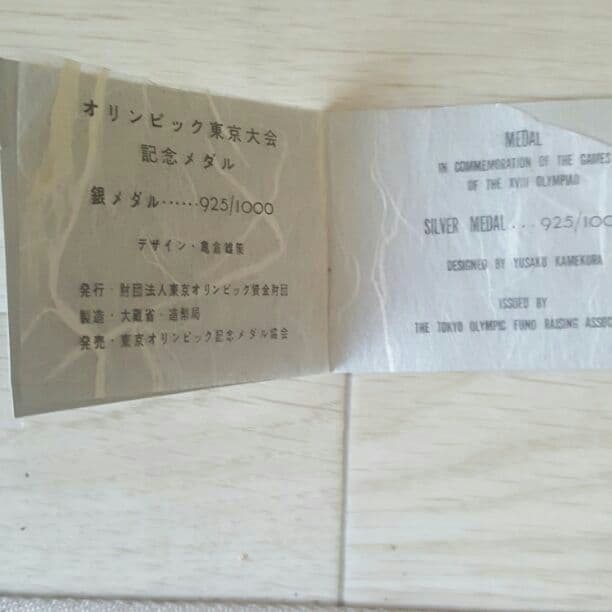 オリンピック東京大会
記念メダル
銀メダル……925/1000
デザイン・亀倉雄策
発行・財団法人東京オリンピック資金財団
製造・大蔵省・造幣局
発売・東京オリンピック記念メダル協会
MEDAL
IN COMMEMORATION OF THE GAMES
OF THE XVIII OLYMPIAD
SILVER MEDAL...925/100
DESIGNED BY YUSAKU KAMEKURA
ISSUED BY
THE TOKYO OLYMPIC FUND RAISING ASSOC